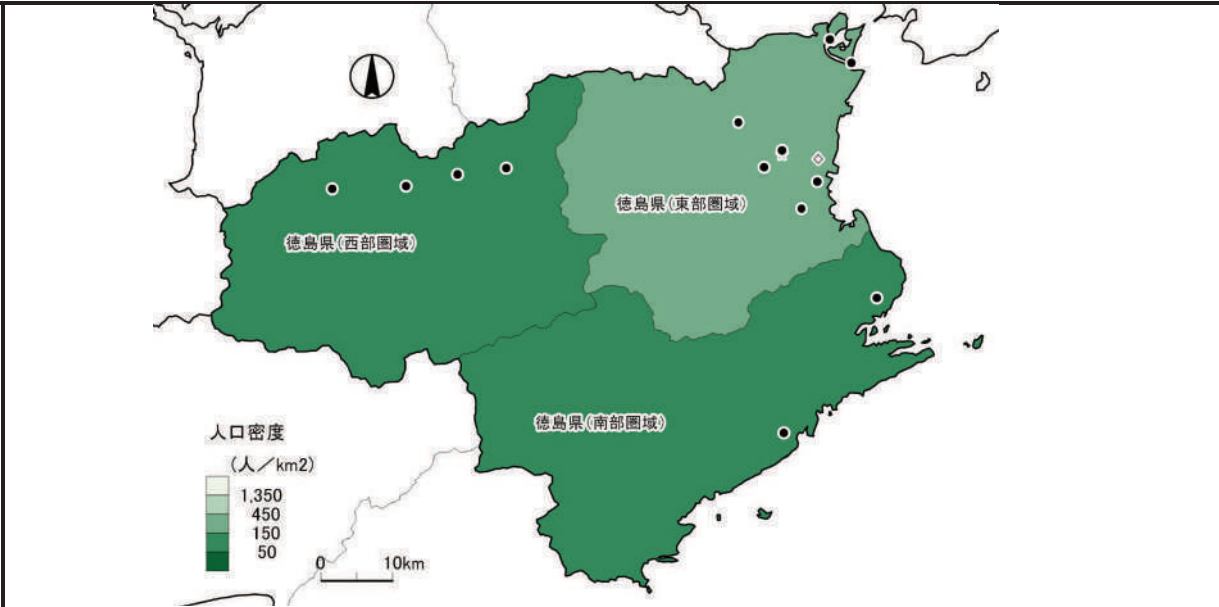 徳島県(東部圏域)
徳島県(西部圏域)
徳島県(南部圏域)
人口密度
(人/km2)
1,350
450
150
50
0 10km